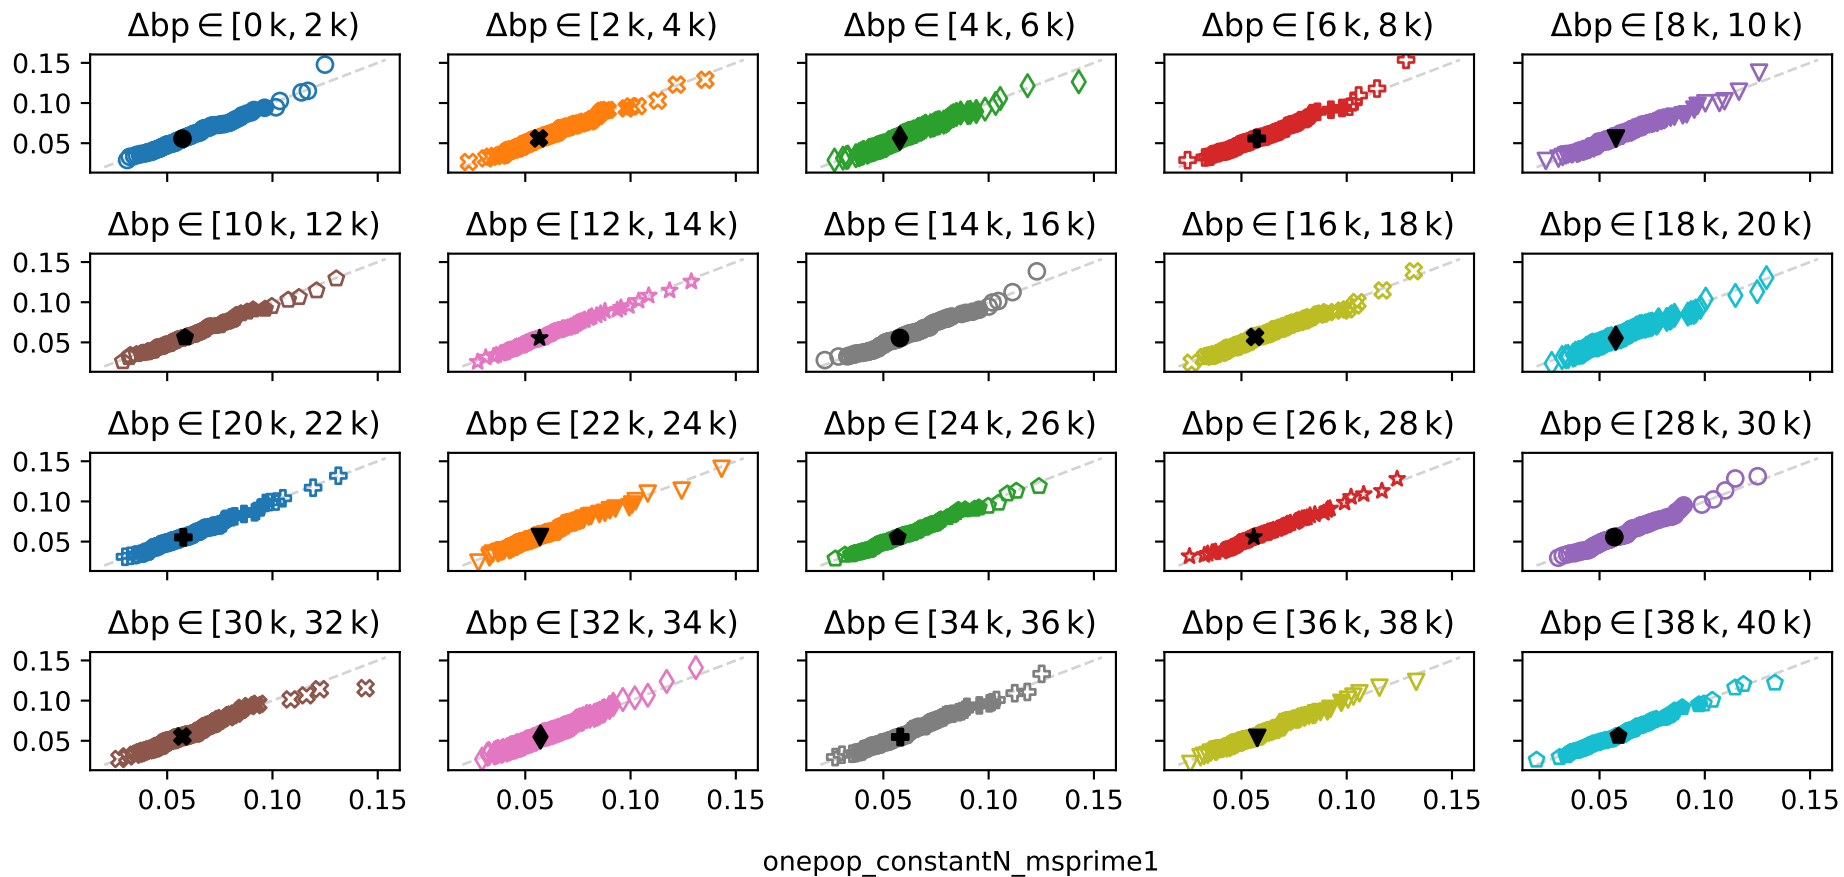 Δbp ∈ [0 k, 2 k) Δbp ∈ [2 k, 4 k) Δbp ∈ [4 k, 6 k) Δbp ∈ [6 k, 8 k) Δbp ∈ [8 k, 10 k)
0.15
0.10
0.05
Δbp ∈ [10 k, 12 k) Δbp ∈ [12 k, 14 k) Δbp ∈ [14 k, 16 k) Δbp ∈ [16 k, 18 k) Δbp ∈ [18 k, 20 k)
0.15
0.10
0.05
Δbp ∈ [20 k, 22 k) Δbp ∈ [22 k, 24 k) Δbp ∈ [24 k, 26 k) Δbp ∈ [26 k, 28 k) Δbp ∈ [28 k, 30 k)
0.15
0.10
0.05
Δbp ∈ [30 k, 32 k) Δbp ∈ [32 k, 34 k) Δbp ∈ [34 k, 36 k) Δbp ∈ [36 k, 38 k) Δbp ∈ [38 k, 40 k)
0.15
0.10
0.05
0.05 0.10 0.15 0.05 0.10 0.15 0.05 0.10 0.15 0.05 0.10 0.15 0.05 0.10 0.15
onepop_constantN_msprime1